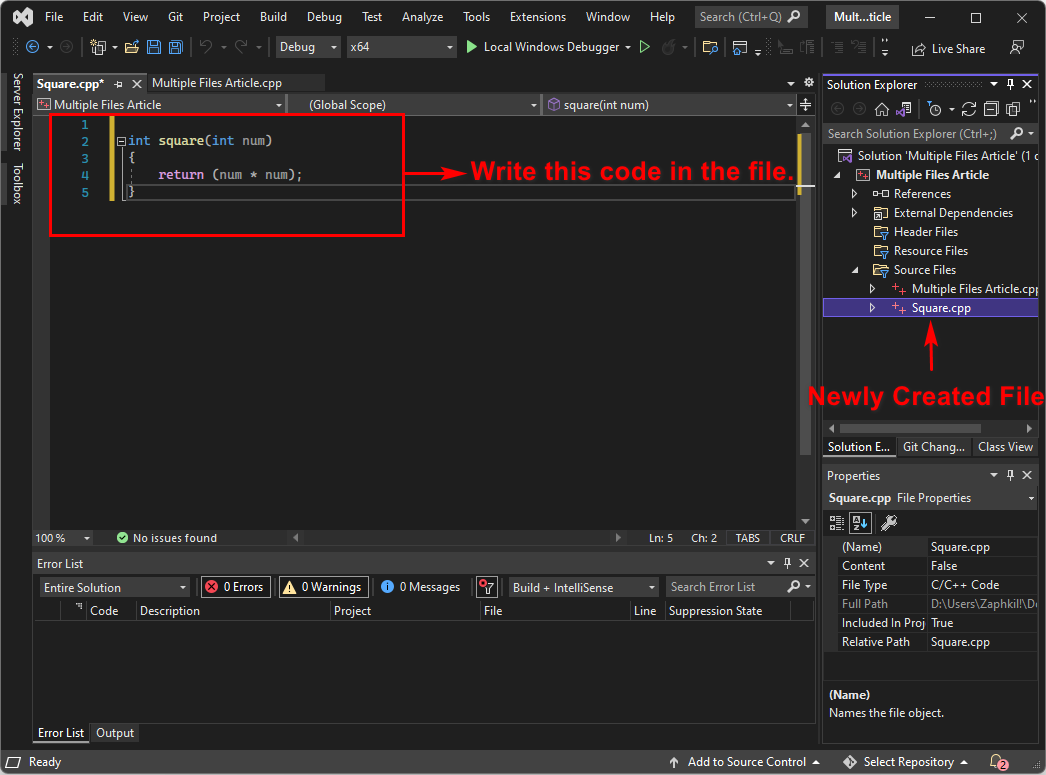 File Edit View Git Project Build Debug Test Analyze Tools Extensions Window Help Search (Ctrl+Q) Mult...ticle
Debug x64 Local Windows Debugger Live Share
Server Explorer
Toolbox
Square.cpp* Multiple Files Article.cpp
Multiple Files Article (Global Scope) square(int num)
1
2 int square(int num)
3 {
4 return (num * num);
5 }
Write this code in the file.
100 % No issues found Ln: 5 Ch: 2 TABS CRLF
Error List
Entire Solution 0 Errors 0 Warnings 0 Messages Build + IntelliSense Search Error List
Code Description Project File Line Suppression State
Error List Output
Solution Explorer
Search Solution Explorer (Ctrl+;)
Solution 'Multiple Files Article' (1 
Multiple Files Article
References
External Dependencies
Header Files
Resource Files
Source Files
Multiple Files Article.cpp
Square.cpp
Newly Created File
Solution E... Git Chang... Class View
Properties
Square.cpp File Properties
(Name) Square.cpp
Content False
File Type C/C++ Code
Full Path D:\Users\Zaphkil!\D
Included In Proj True
Relative Path Square.cpp
(Name)
Names the file object.
Ready Add to Source Control Select Repository 2